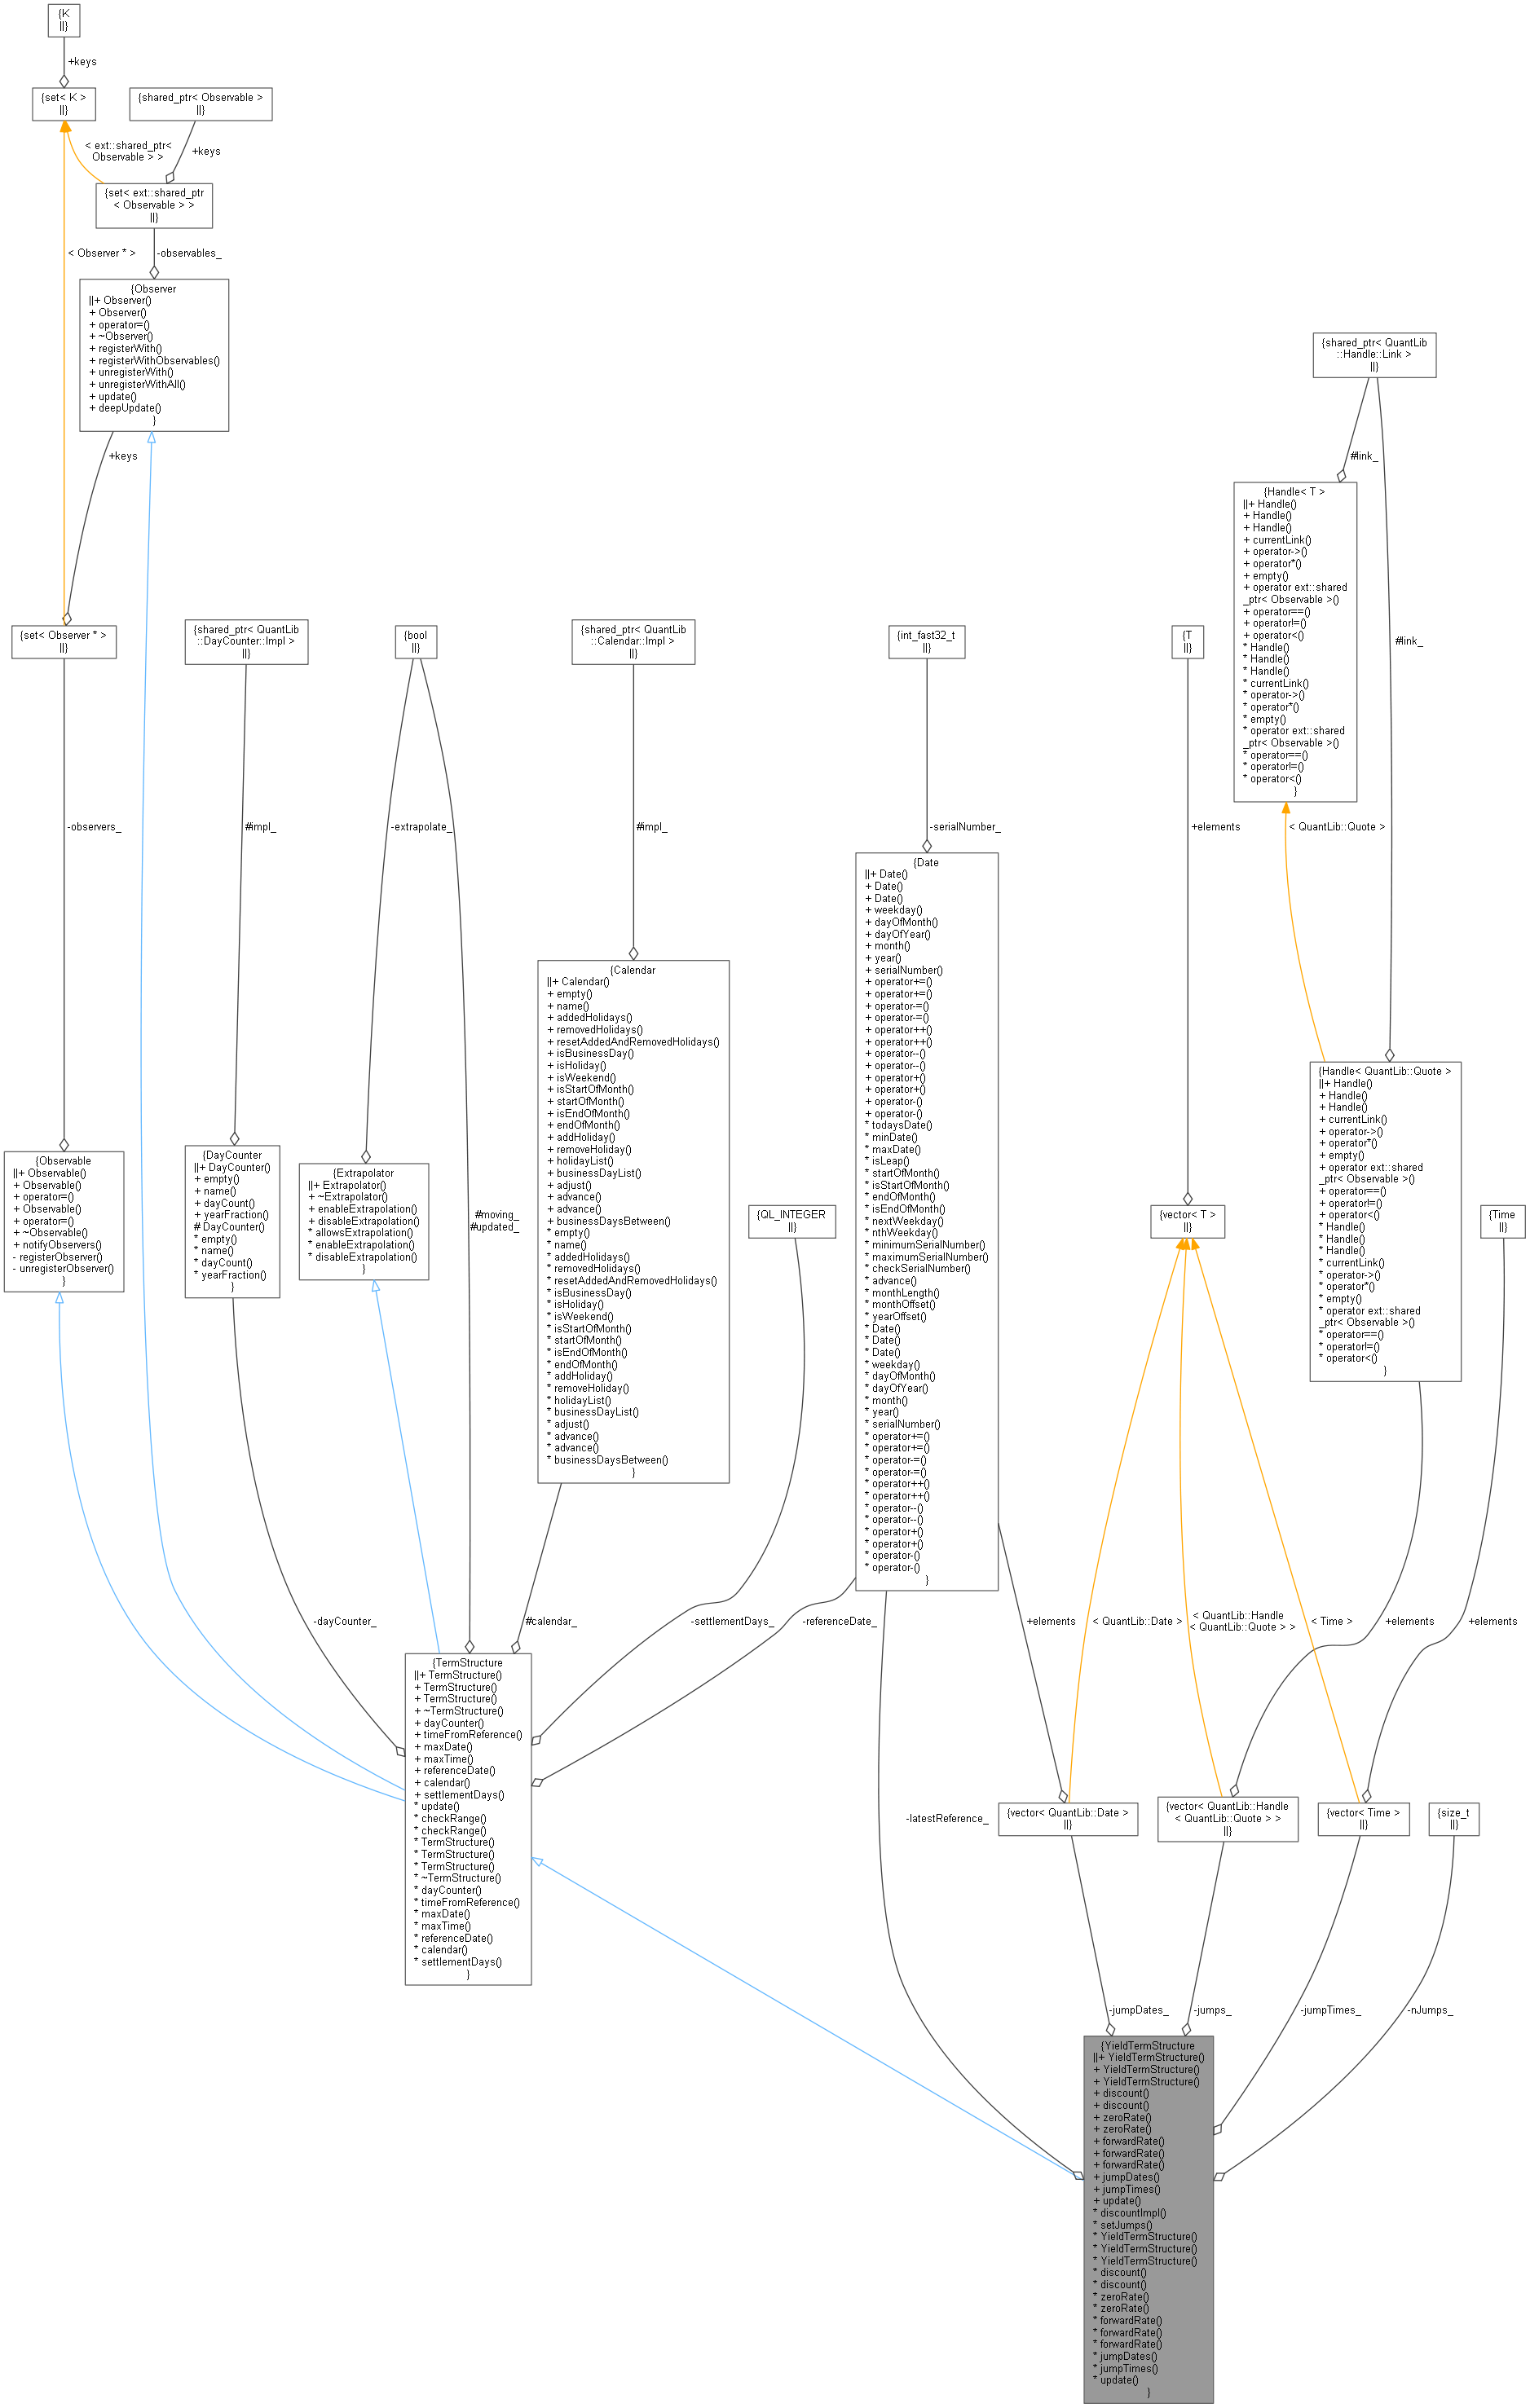 {K
||}
+keys
{set< K >
||}
{shared_ptr< Observable >
||}
< ext::shared_ptr<
Observable > >
+keys
{set< ext::shared_ptr
< Observable > >
||}
< Observer * >
-observables_
{Observer
||+ Observer()
+ Observer()
+ operator=()
+ ~Observer()
+ registerWith()
+ registerWithObservables()
+ unregisterWith()
+ unregisterWithAll()
+ update()
+ deepUpdate()
}
+keys
{shared_ptr< QuantLib
::Handle::Link >
||}
#link_
#link_
{Handle< T >
||+ Handle()
+ Handle()
+ Handle()
+ currentLink()
+ operator->()
+ operator*()
+ empty()
+ operator ext::shared
_ptr< Observable >()
+ operator==()
+ operator!=()
+ operator<()
* Handle()
* Handle()
* Handle()
* currentLink()
* operator->()
* operator*()
* empty()
* operator ext::shared
_ptr< Observable >()
* operator==()
* operator!=()
* operator<()
}
{set< Observer * >
||}
{shared_ptr< QuantLib
::DayCounter::Impl >
||}
{bool
||}
{shared_ptr< QuantLib
::Calendar::Impl >
||}
{int_fast32_t
||}
{T
||}
-observers_
#impl_
-extrapolate_
#impl_
-serialNumber_
+elements
< QuantLib::Quote >
{Date
||+ Date()
+ Date()
+ Date()
+ weekday()
+ dayOfMonth()
+ dayOfYear()
+ month()
+ year()
+ serialNumber()
+ operator+=()
+ operator+=()
+ operator-=()
+ operator-=()
+ operator++()
+ operator++()
+ operator--()
+ operator--()
+ operator+()
+ operator+()
+ operator-()
+ operator-()
* todaysDate()
* minDate()
* maxDate()
* isLeap()
* startOfMonth()
* isStartOfMonth()
* endOfMonth()
* isEndOfMonth()
* nextWeekday()
* nthWeekday()
* minimumSerialNumber()
* maximumSerialNumber()
* checkSerialNumber()
* advance()
* monthLength()
* monthOffset()
* yearOffset()
* Date()
* Date()
* Date()
* weekday()
* dayOfMonth()
* dayOfYear()
* month()
* year()
* serialNumber()
* operator+=()
* operator+=()
* operator-=()
* operator-=()
* operator++()
* operator++()
* operator--()
* operator--()
* operator+()
* operator+()
* operator-()
* operator-()
}
{Calendar
||+ Calendar()
+ empty()
+ name()
+ addedHolidays()
+ removedHolidays()
+ resetAddedAndRemovedHolidays()
+ isBusinessDay()
+ isHoliday()
+ isWeekend()
+ isStartOfMonth()
+ startOfMonth()
+ isEndOfMonth()
+ endOfMonth()
+ addHoliday()
+ removeHoliday()
+ holidayList()
+ businessDayList()
+ adjust()
+ advance()
+ advance()
+ businessDaysBetween()
* empty()
* name()
* addedHolidays()
* removedHolidays()
* resetAddedAndRemovedHolidays()
* isBusinessDay()
* isHoliday()
* isWeekend()
* isStartOfMonth()
* startOfMonth()
* isEndOfMonth()
* endOfMonth()
* addHoliday()
* removeHoliday()
* holidayList()
* businessDayList()
* adjust()
* advance()
* advance()
* businessDaysBetween()
}
{Handle< QuantLib::Quote >
||+ Handle()
+ Handle()
+ Handle()
+ currentLink()
+ operator->()
+ operator*()
+ empty()
+ operator ext::shared
_ptr< Observable >()
+ operator==()
+ operator!=()
+ operator<()
* Handle()
* Handle()
* Handle()
* currentLink()
* operator->()
* operator*()
* empty()
* operator ext::shared
_ptr< Observable >()
* operator==()
* operator!=()
* operator<()
}
{Observable
||+ Observable()
+ Observable()
+ operator=()
+ Observable()
+ operator=()
+ ~Observable()
+ notifyObservers()
- registerObserver()
- unregisterObserver()
}
{DayCounter
||+ DayCounter()
+ empty()
+ name()
+ dayCount()
+ yearFraction()
# DayCounter()
* empty()
* name()
* dayCount()
* yearFraction()
}
{Extrapolator
||+ Extrapolator()
+ ~Extrapolator()
+ enableExtrapolation()
+ disableExtrapolation()
* allowsExtrapolation()
* enableExtrapolation()
* disableExtrapolation()
}
#moving_
#updated_
{QL_INTEGER
||}
{vector< T >
||}
{Time
||}
-dayCounter_
#calendar_
-settlementDays_
-referenceDate_
+elements
< QuantLib::Date >
< QuantLib::Handle
< QuantLib::Quote > >
< Time >
+elements
+elements
{TermStructure
||+ TermStructure()
+ TermStructure()
+ TermStructure()
+ ~TermStructure()
+ dayCounter()
+ timeFromReference()
+ maxDate()
+ maxTime()
+ referenceDate()
+ calendar()
+ settlementDays()
* update()
* checkRange()
* checkRange()
* TermStructure()
* TermStructure()
* TermStructure()
* ~TermStructure()
* dayCounter()
* timeFromReference()
* maxDate()
* maxTime()
* referenceDate()
* calendar()
* settlementDays()
}
-latestReference_
{vector< QuantLib::Date >
||}
{vector< QuantLib::Handle
< QuantLib::Quote > >
||}
{vector< Time >
||}
{size_t
||}
-jumpDates_
-jumps_
-jumpTimes_
-nJumps_
{YieldTermStructure
||+ YieldTermStructure()
+ YieldTermStructure()
+ YieldTermStructure()
+ discount()
+ discount()
+ zeroRate()
+ zeroRate()
+ forwardRate()
+ forwardRate()
+ forwardRate()
+ jumpDates()
+ jumpTimes()
+ update()
* discountImpl()
* setJumps()
* YieldTermStructure()
* YieldTermStructure()
* YieldTermStructure()
* discount()
* discount()
* zeroRate()
* zeroRate()
* forwardRate()
* forwardRate()
* forwardRate()
* jumpDates()
* jumpTimes()
* update()
}